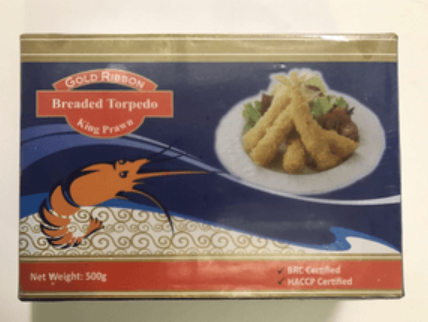 GOLD RIBBON
Breaded Torpedo
King Prawn
Net Weight: 500g
✓ BRC Certified
✓ HACCP Certified